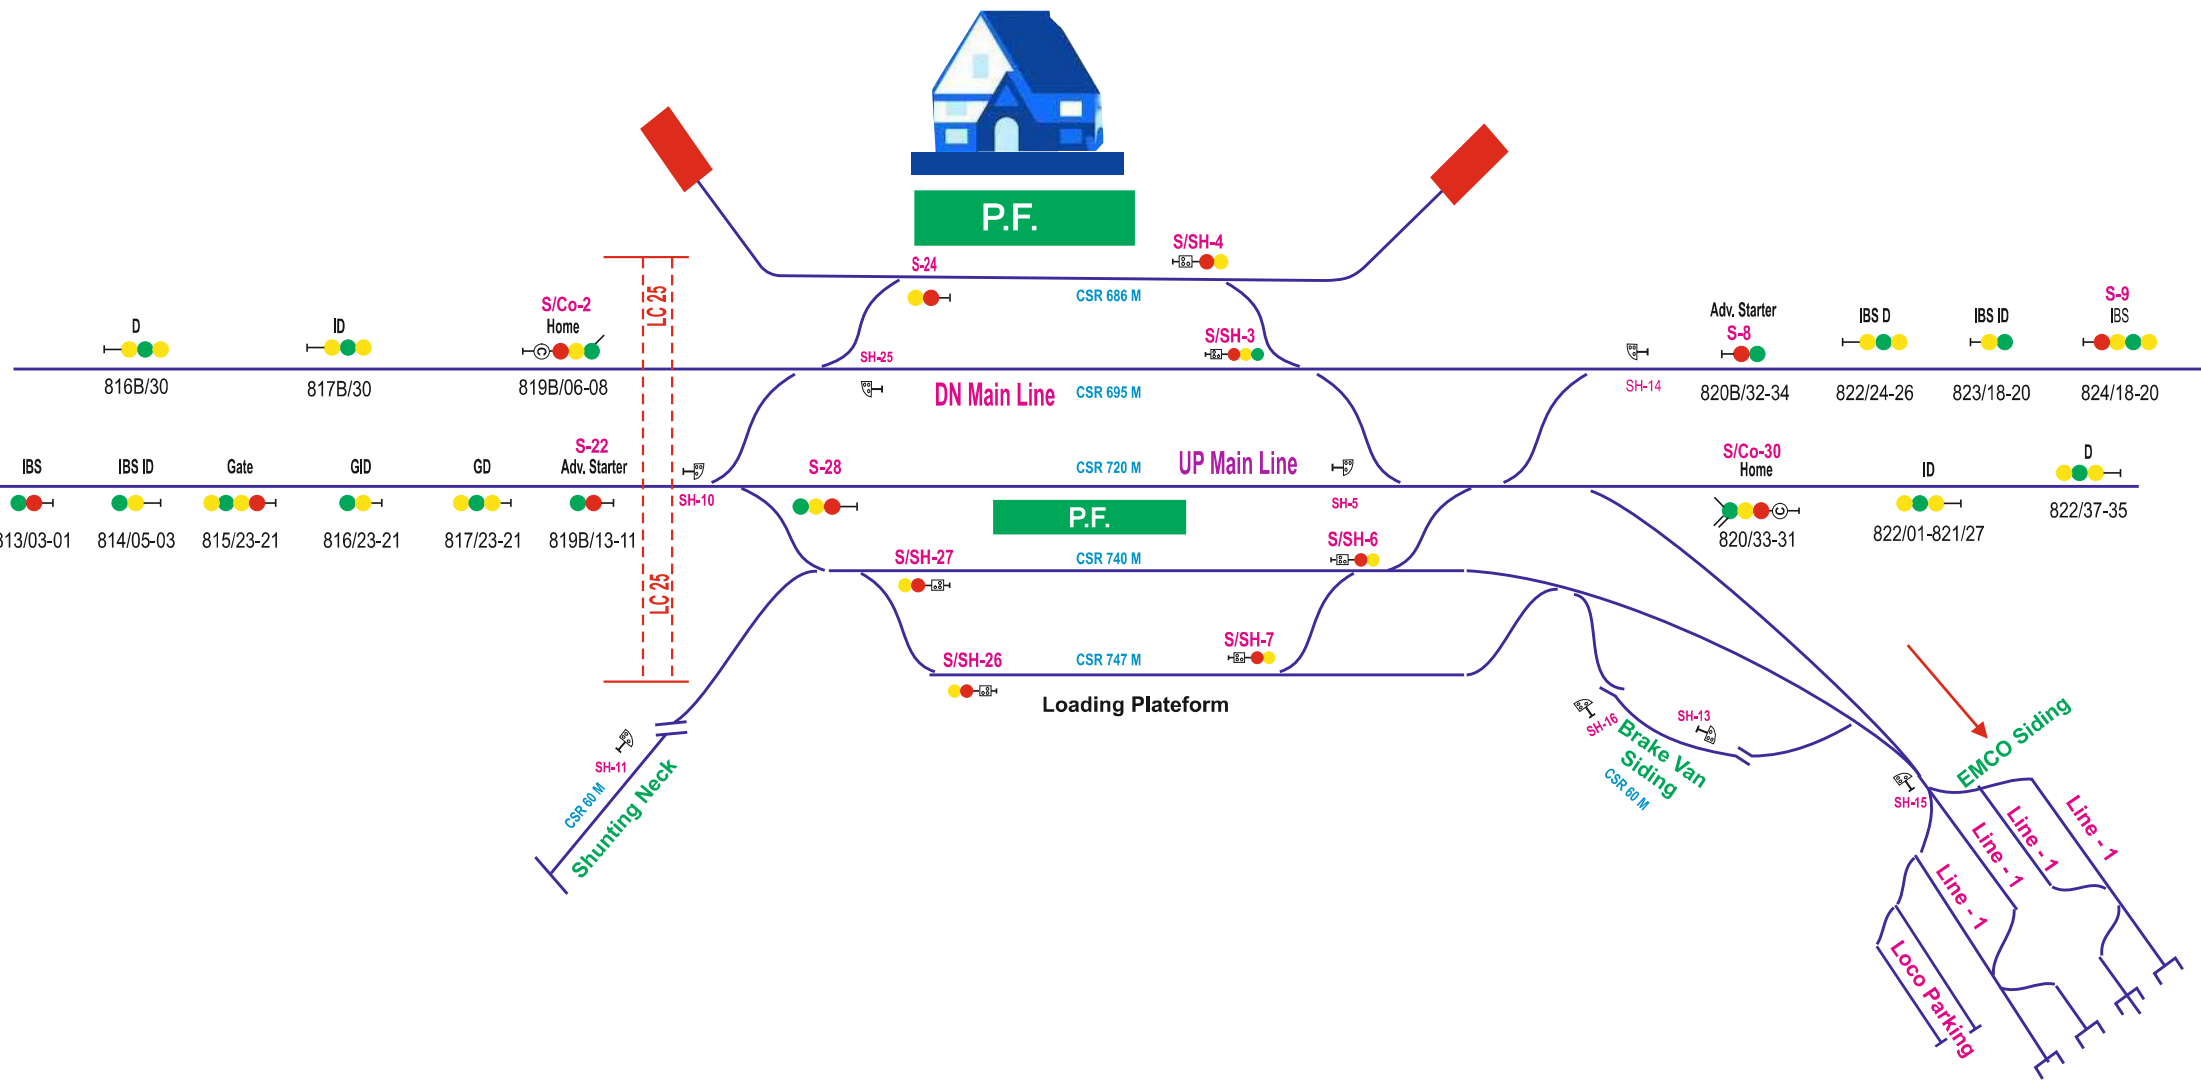 P.F.
S/SH-4
S-24
LC 25
CSR 686 M
S/Co-2
Home
D
ID
S/SH-3
Adv. Starter
S-8
IBS D
IBS ID
S-9
IBS
SH-25
SH-14
816B/30
817B/30
819B/06-08
DN Main Line
CSR 695 M
820B/32-34
822/24-26
823/18-20
824/18-20
IBS
IBS ID
Gate
GID
GD
S-22
Adv. Starter
S-28
CSR 720 M
UP Main Line
S/Co-30
Home
ID
D
SH-10
SH-5
P.F.
813/03-01
814/05-03
815/23-21
816/23-21
817/23-21
819B/13-11
820/33-31
822/01-821/27
822/37-35
LC 25
S/SH-27
CSR 740 M
S/SH-6
S/SH-26
CSR 747 M
S/SH-7
Loading Plateform
SH-11
CSR 60 M
Shunting Neck
SH-16
SH-13
Brake Van
Siding
CSR 60 M
EMCO Siding
SH-15
Line - 1
Line - 1
Line - 1
Line - 1
Loco Parking